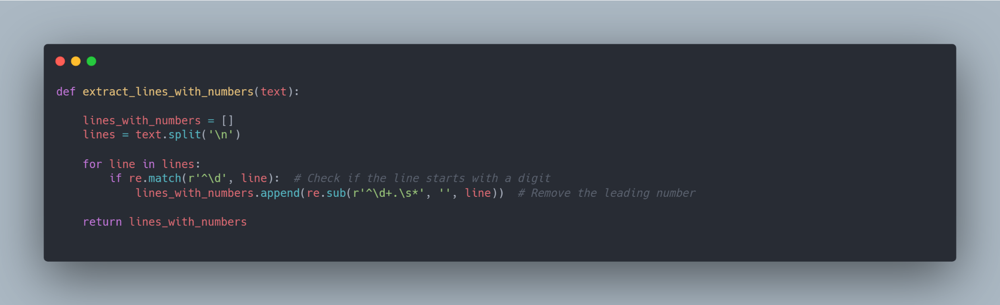 def extract_lines_with_numbers(text):

    lines_with_numbers = []
    lines = text.split('\n')

    for line in lines:
        if re.match(r'^\d', line):  # Check if the line starts with a digit
            lines_with_numbers.append(re.sub(r'^\d+.\s*', '', line))  # Remove the leading number

    return lines_with_numbers